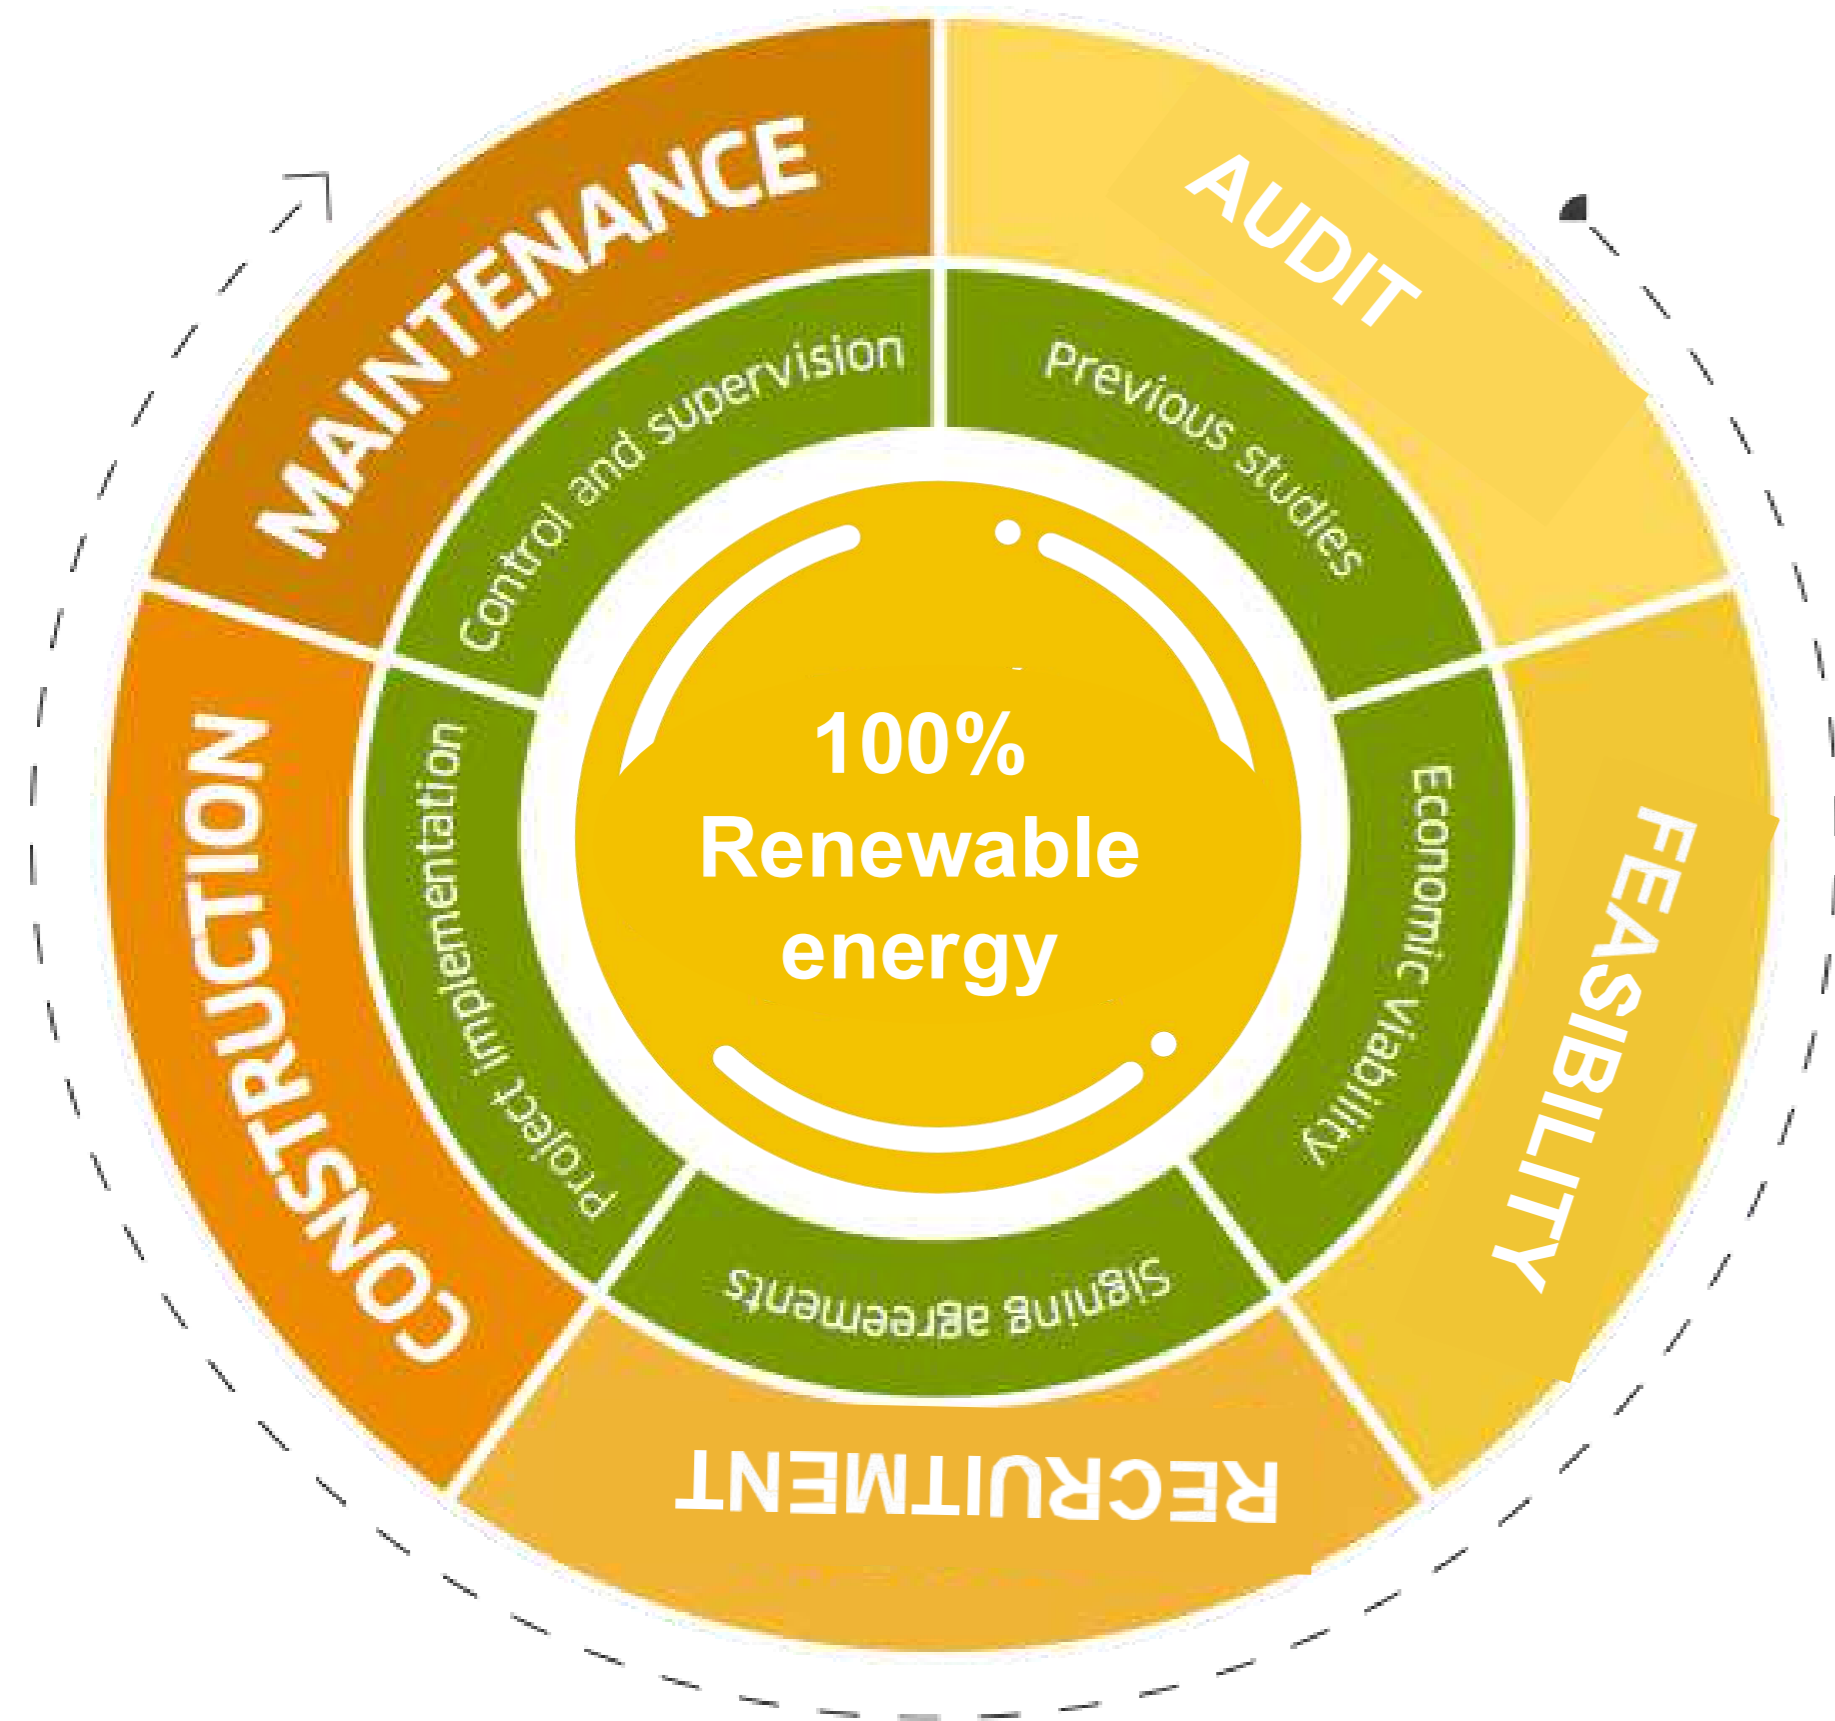 AUDIT
Previous studies
FEASIBILITY
Economic viability
RECRUITMENT
Signing agreements
CONSTRUCTION
Project implementation
MAINTENANCE
Control and supervision
100%
Renewable
energy